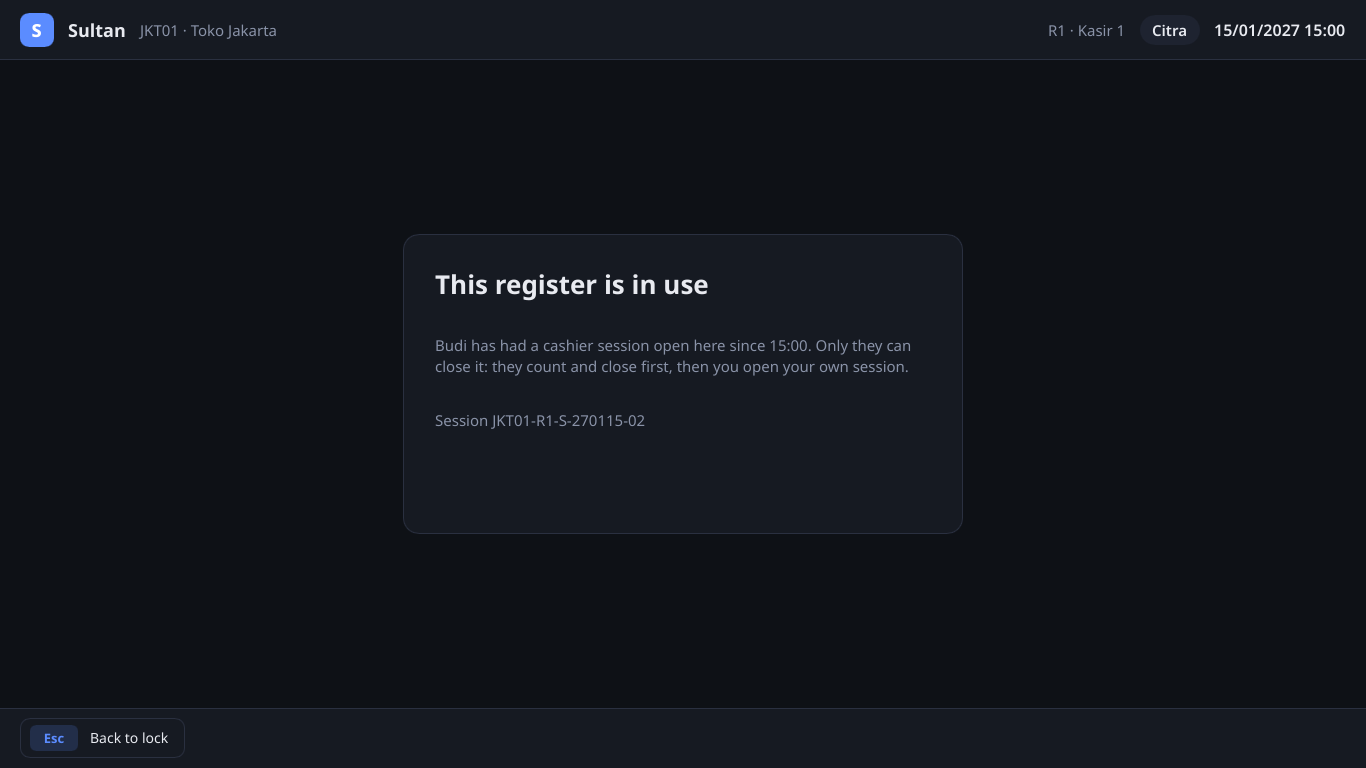 S Sultan JKT01 · Toko Jakarta R1 · Kasir 1 Citra 15/01/2027 15:00
This register is in use
Budi has had a cashier session open here since 15:00. Only they can
close it: they count and close first, then you open your own session.
Session JKT01-R1-S-270115-02
Esc Back to lock